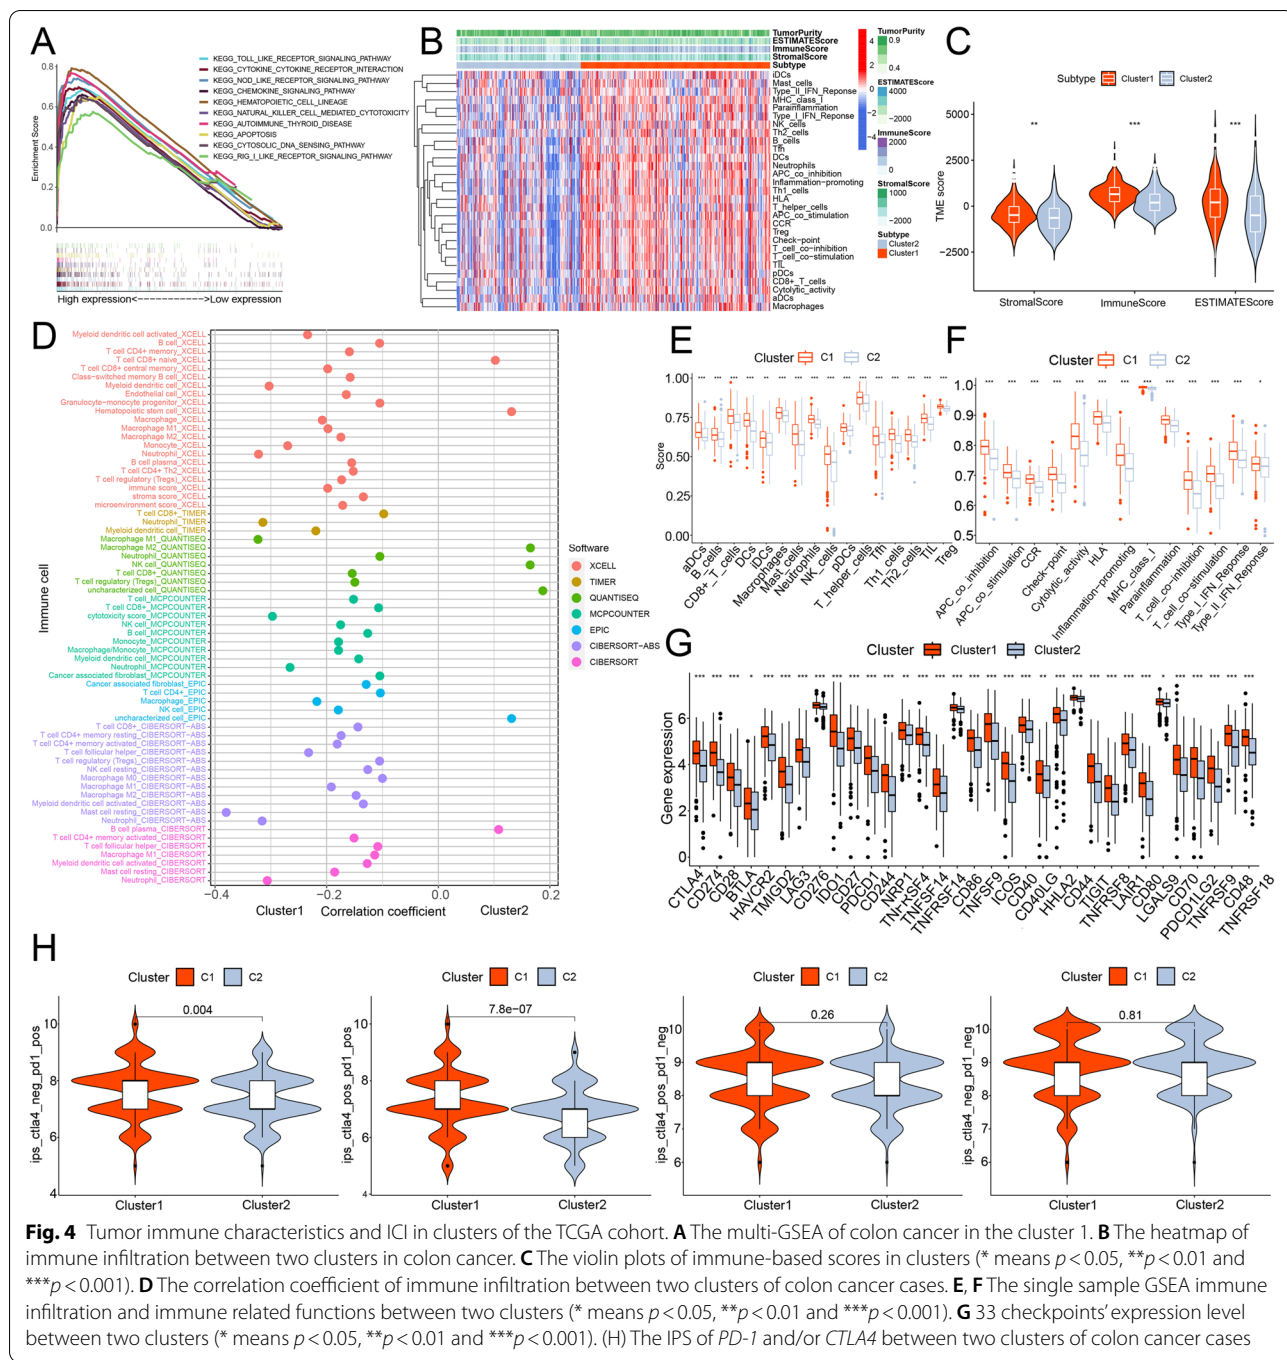 A
KEGG_TOLL_LIKE_RECEPTOR_SIGNALING_PATHWAY
KEGG_CYTOKINE_CYTOKINE_RECEPTOR_INTERACTION
KEGG_NOD_LIKE_RECEPTOR_SIGNALING_PATHWAY
KEGG_CHEMOKINE_SIGNALING_PATHWAY
KEGG_HEMATOPOIETIC_CELL_LINEAGE
KEGG_NATURAL_KILLER_CELL_MEDIATED_CYTOTOXICITY
KEGG_AUTOIMMUNE_THYROID_DISEASE
KEGG_APOPTOSIS
KEGG_CYTOSOLIC_DNA_SENSING_PATHWAY
KEGG_RIG_I_LIKE_RECEPTOR_SIGNALING_PATHWAY
0.8
0.6
0.4
0.2
0.0
Enrichment Score
High expression<----------->Low expression
B
TumorPurity
ESTIMATEScore
ImmuneScore
StromalScore
Subtype
iDCs
Mast_cells
Type_II_IFN_Reponse
MHC_class_I
Parainflammation
Type_I_IFN_Reponse
NK_cells
Th2_cells
B_cells
Tfh
DCs
Neutrophils
APC_co_inhibition
Inflammation-promoting
Th1_cells
HLA
T_helper_cells
APC_co_stimulation
CCR
Treg
Check-point
T_cell_co-inhibition
T_cell_co-stimulation
TIL
pDCs
CD8+_T_cells
Cytolytic_activity
aDCs
Macrophages
4
2
0
−2
−4
TumorPurity
0.9
0.4
ESTIMATEScore
4000
−2000
ImmuneScore
2000
0
StromalScore
1000
−2000
Subtype
Cluster2
Cluster1
C
Subtype Cluster1 Cluster2
** *** ***
5000
2500
0
−2500
TME score
StromalScore ImmuneScore ESTIMATEScore
D
Myeloid dendritic cell activated_XCELL
B cell_XCELL
T cell CD4+ memory_XCELL
T cell CD8+ naive_XCELL
T cell CD8+ central memory_XCELL
Class-switched memory B cell_XCELL
Myeloid dendritic cell_XCELL
Endothelial cell_XCELL
Granulocyte-monocyte progenitor_XCELL
Hematopoietic stem cell_XCELL
Macrophage_XCELL
Macrophage M1_XCELL
Macrophage M2_XCELL
Monocyte_XCELL
Neutrophil_XCELL
B cell plasma_XCELL
T cell CD4+ Th2_XCELL
T cell regulatory (Tregs)_XCELL
immune score_XCELL
stroma score_XCELL
microenvironment score_XCELL
T cell CD8+_TIMER
Neutrophil_TIMER
Myeloid dendritic cell_TIMER
Macrophage M1_QUANTISEQ
Macrophage M2_QUANTISEQ
Neutrophil_QUANTISEQ
NK cell_QUANTISEQ
T cell CD8+_QUANTISEQ
T cell regulatory (Tregs)_QUANTISEQ
uncharacterized cell_QUANTISEQ
T cell_MCPCOUNTER
T cell CD8+_MCPCOUNTER
cytotoxicity score_MCPCOUNTER
NK cell_MCPCOUNTER
B cell_MCPCOUNTER
Monocyte_MCPCOUNTER
Macrophage/Monocyte_MCPCOUNTER
Myeloid dendritic cell_MCPCOUNTER
Neutrophil_MCPCOUNTER
Cancer associated fibroblast_MCPCOUNTER
Cancer associated fibroblast_EPIC
T cell CD4+_EPIC
Macrophage_EPIC
NK cell_EPIC
uncharacterized cell_EPIC
T cell CD8+_CIBERSORT-ABS
T cell CD4+ memory resting_CIBERSORT-ABS
T cell CD4+ memory activated_CIBERSORT-ABS
T cell follicular helper_CIBERSORT-ABS
T cell regulatory (Tregs)_CIBERSORT-ABS
NK cell resting_CIBERSORT-ABS
Macrophage M0_CIBERSORT-ABS
Macrophage M1_CIBERSORT-ABS
Macrophage M2_CIBERSORT-ABS
Myeloid dendritic cell activated_CIBERSORT-ABS
Mast cell resting_CIBERSORT-ABS
Neutrophil_CIBERSORT-ABS
B cell plasma_CIBERSORT
T cell CD4+ memory activated_CIBERSORT
T cell follicular helper_CIBERSORT
Macrophage M1_CIBERSORT
Myeloid dendritic cell activated_CIBERSORT
Mast cell resting_CIBERSORT
Neutrophil_CIBERSORT
Immune cell
−0.4 −0.2 0.0 0.2
Cluster1 Correlation coefficient Cluster2
Software
XCELL
TIMER
QUANTISEQ
MCPCOUNTER
EPIC
CIBERSORT-ABS
CIBERSORT
E
Cluster C1 C2
*** *** *** *** ** *** *** *** *** *** *** *** *** *** *** ***
1.00
0.75
0.50
0.25
0.00
Score
aDCs B_cells CD8+_T_cells DCs iDCs Macrophages Mast_cells Neutrophils NK_cells pDCs T_helper_cells Tfh Th1_cells Th2_cells TIL Treg
F
Cluster C1 C2
*** *** *** *** *** *** *** *** *** *** *** *** *
1.0
0.9
0.8
0.7
0.6
0.5
APC_co_inhibition APC_co_stimulation CCR Check-point Cytolytic_activity HLA Inflammation-promoting MHC_class_I Parainflammation T_cell_co-inhibition T_cell_co-stimulation Type_I_IFN_Reponse Type_II_IFN_Reponse
G
Cluster Cluster1 Cluster2
6
4
2
0
Gene expression
CTLA4 CD274 CD28 BTLA HAVCR2 TMIGD2 LAG3 CD276 IDO1 CD27 PDCD1 CD244 NRP1 TNFRSF4 TNFSF14 TNFRSF14 CD86 TNFSF9 ICOS CD40 CD40LG HHLA2 CD44 TIGIT TNFRSF8 LAIR1 CD80 LGALS9 CD70 PDCD1LG2 TNFRSF9 CD48 TNFRSF18
H
Cluster C1 C2
0.004
10
8
6
4
ips_ctla4_neg_pd1_pos
Cluster1 Cluster2
Cluster C1 C2
7.8e−07
10
8
6
4
ips_ctla4_pos_pd1_pos
Cluster1 Cluster2
Cluster C1 C2
0.26
10
9
8
7
6
ips_ctla4_pos_pd1_neg
Cluster1 Cluster2
Cluster C1 C2
0.81
10
9
8
7
6
ips_ctla4_neg_pd1_neg
Cluster1 Cluster2
Fig. 4 Tumor immune characteristics and ICI in clusters of the TCGA cohort. A The multi-GSEA of colon cancer in the cluster 1. B The heatmap of
immune infiltration between two clusters in colon cancer. C The violin plots of immune-based scores in clusters (* means p < 0.05, **p < 0.01 and
***p < 0.001). D The correlation coefficient of immune infiltration between two clusters of colon cancer cases. E, F The single sample GSEA immune
infiltration and immune related functions between two clusters (* means p < 0.05, **p < 0.01 and ***p < 0.001). G 33 checkpoints' expression level
between two clusters (* means p < 0.05, **p < 0.01 and ***p < 0.001). (H) The IPS of PD-1 and/or CTLA4 between two clusters of colon cancer cases